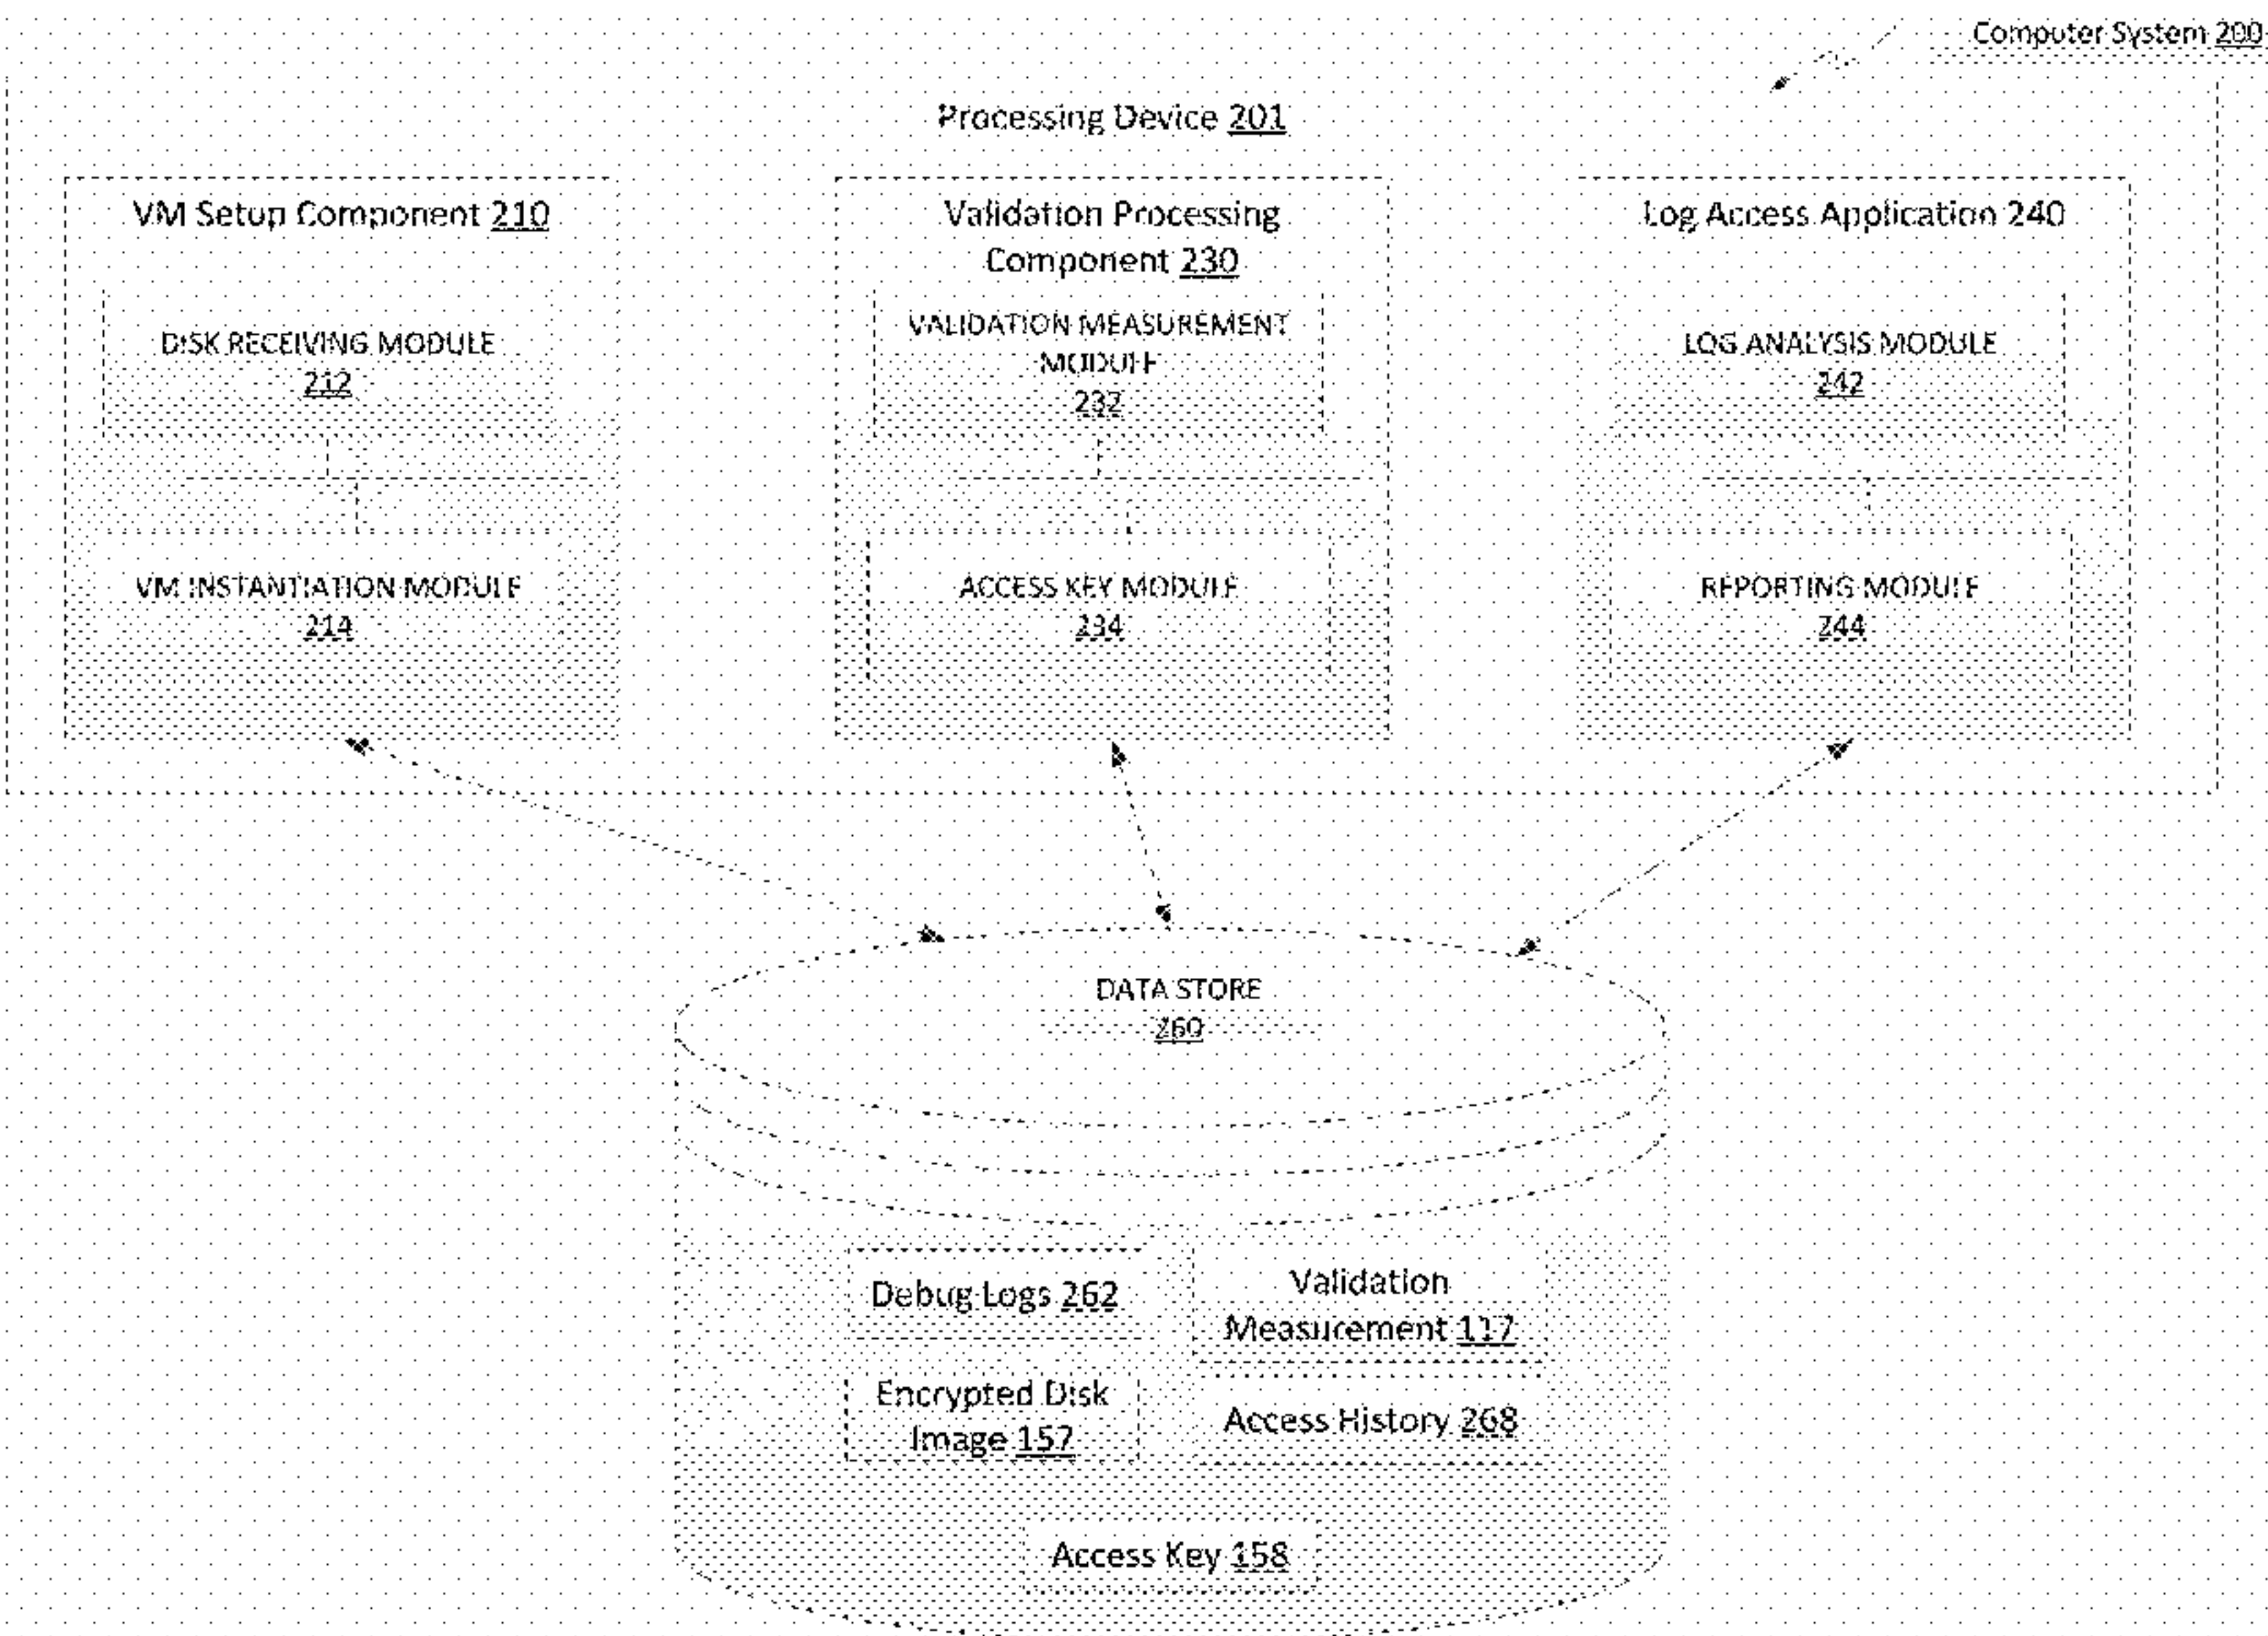 Computer System 200
Processing Device 201
VM Setup Component 210
DISK RECEIVING MODULE
212
VM INSTANTIATION MODULE
214
Validation Processing
Component 230
VALIDATION MEASUREMENT
MODULE
232
ACCESS KEY MODULE
234
Log Access Application 240
LOG ANALYSIS MODULE
242
REPORTING MODULE
244
DATA STORE
260
Debug Logs 262
Validation
Measurement 117
Encrypted Disk
Image 157
Access History 268
Access Key 158